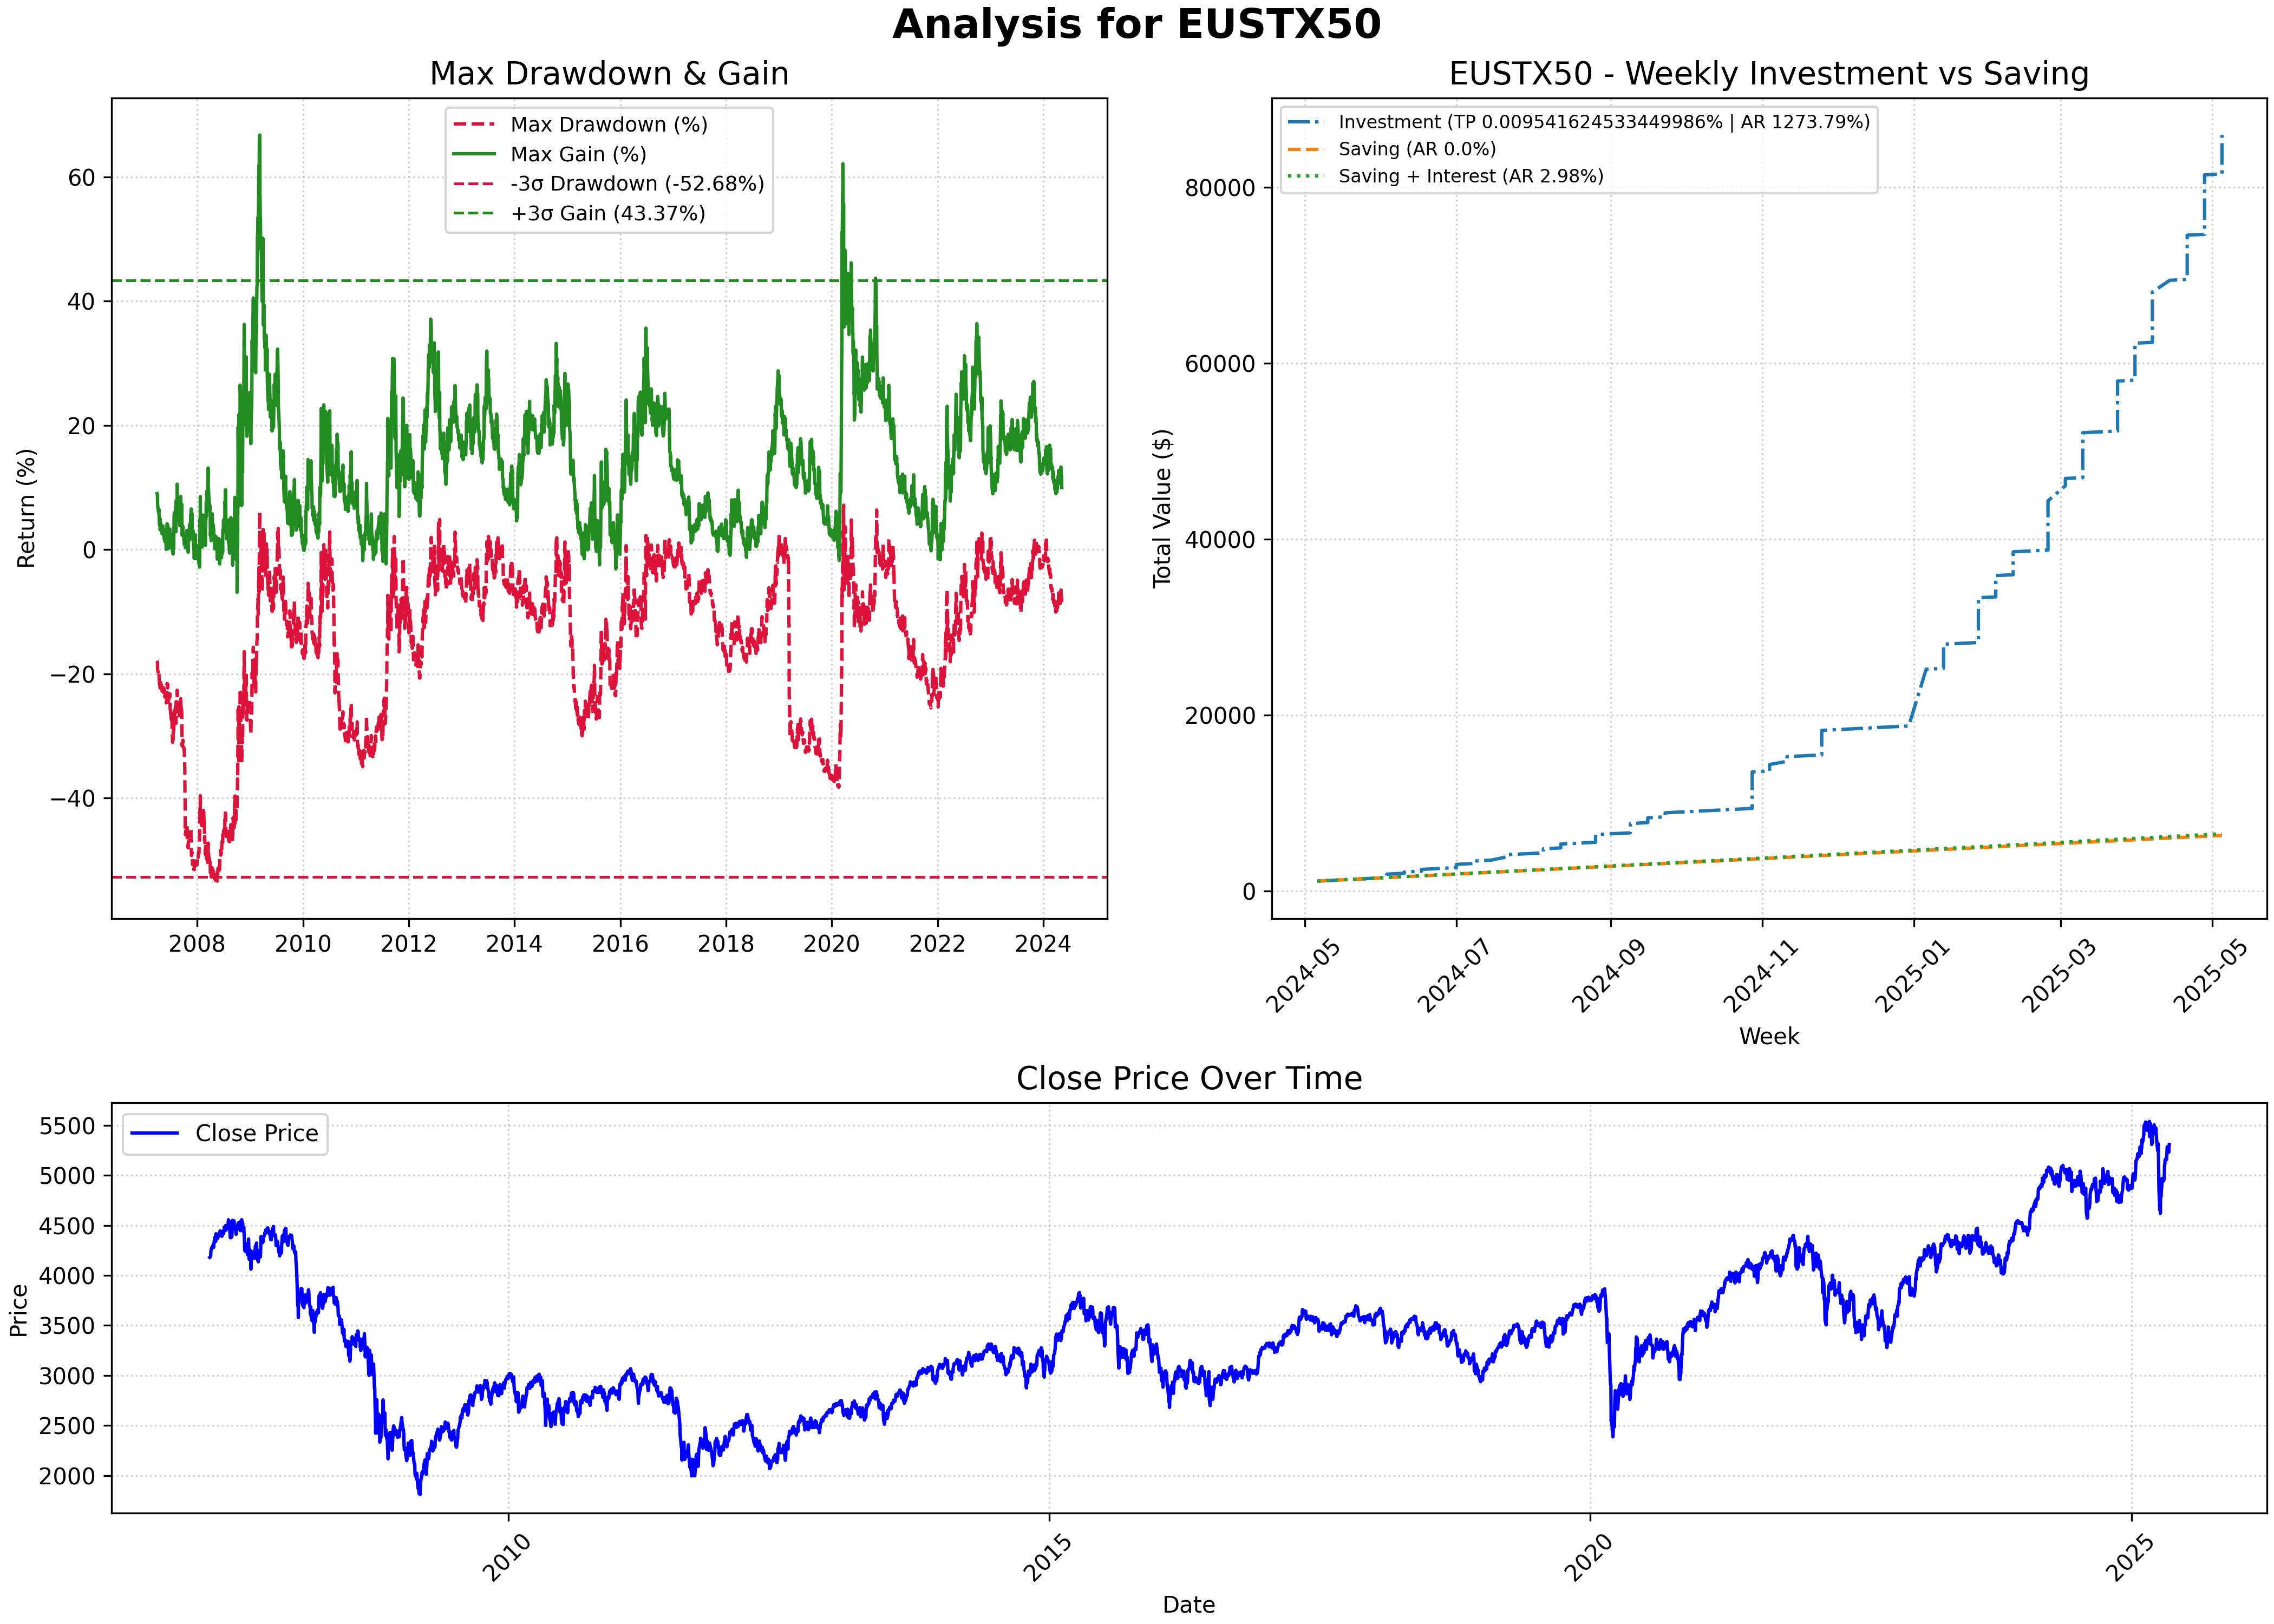 Analysis for EUSTX50
Max Drawdown & Gain
Max Drawdown (%)
Max Gain (%)
-3σ Drawdown (-52.68%)
+3σ Gain (43.37%)
Return (%)
60
40
20
0
−20
−40
2008 2010 2012 2014 2016 2018 2020 2022 2024
EUSTX50 - Weekly Investment vs Saving
Investment (TP 0.009541624533449986% | AR 1273.79%)
Saving (AR 0.0%)
Saving + Interest (AR 2.98%)
Total Value ($)
80000
60000
40000
20000
0
2024-05 2024-07 2024-09 2024-11 2025-01 2025-03 2025-05
Week
Close Price Over Time
Close Price
Price
5500
5000
4500
4000
3500
3000
2500
2000
2010 2015 2020 2025
Date